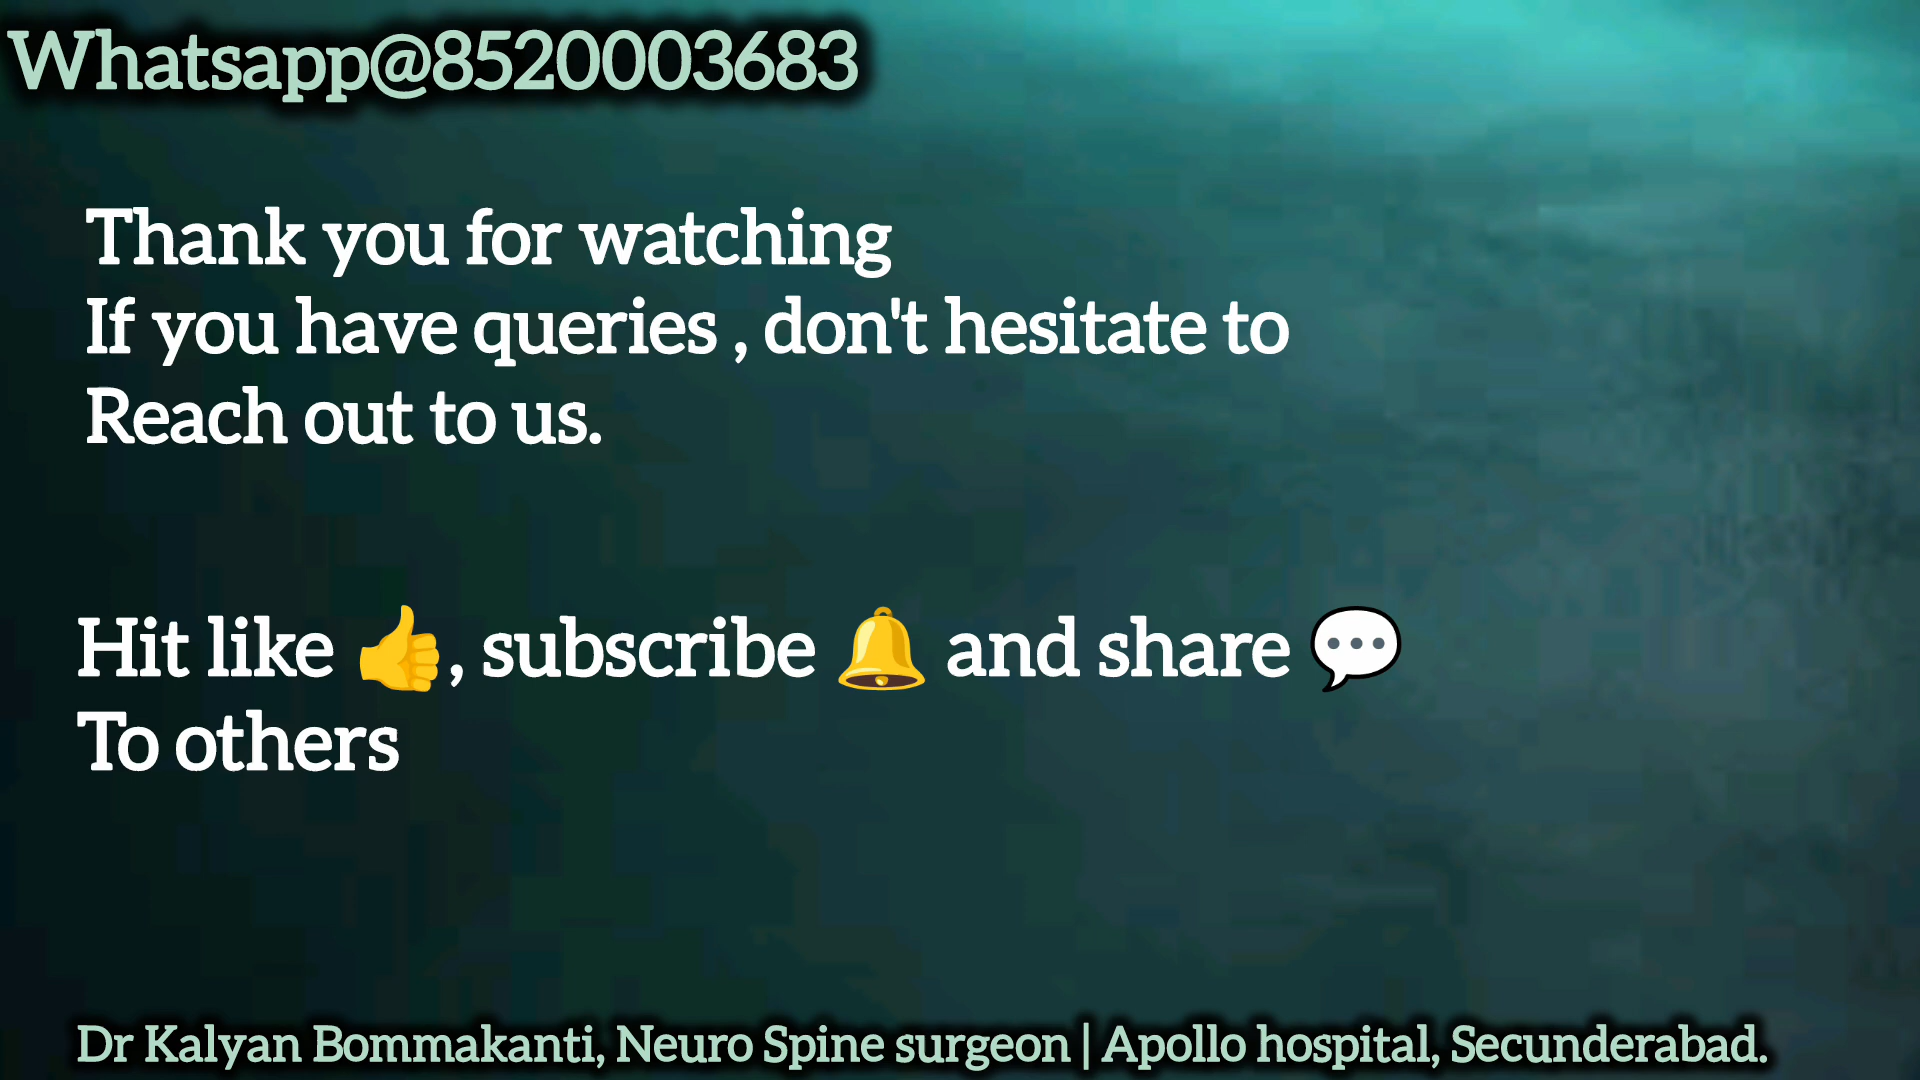 Whatsapp@8520003683
Thank you for watching
If you have queries , don't hesitate to
Reach out to us.
Hit like 👍, subscribe 🔔 and share 💬
To others
Dr Kalyan Bommakanti, Neuro Spine surgeon | Apollo hospital, Secunderabad.